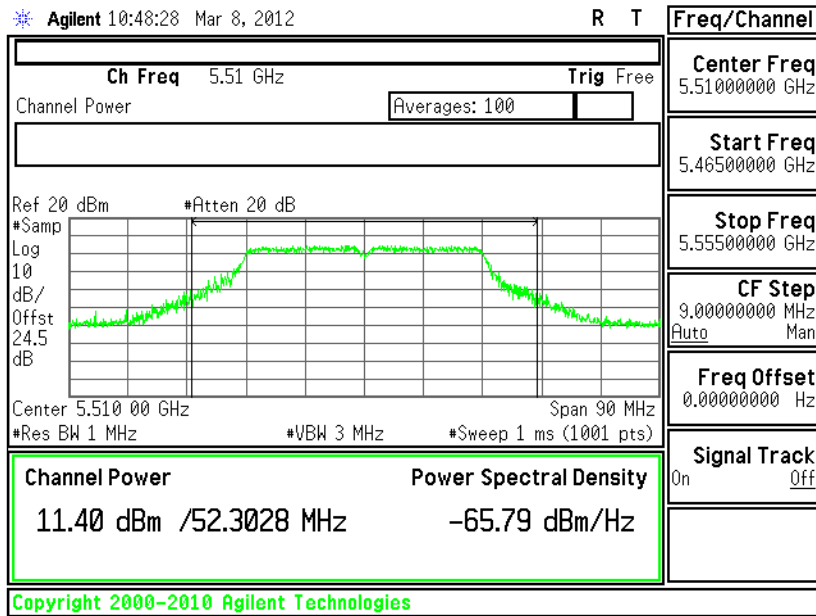 Agilent 10:48:28 Mar 8, 2012 R T
Ch Freq 5.51 GHz Trig Free
Channel Power Averages: 100
Ref 20 dBm #Atten 20 dB
#Samp
Log
10
dB/
Offst
24.5
dB
Center 5.510 00 GHz Span 90 MHz
#Res BW 1 MHz #VBW 3 MHz #Sweep 1 ms (1001 pts)
Channel Power Power Spectral Density
11.40 dBm /52.3028 MHz -65.79 dBm/Hz
Copyright 2000-2010 Agilent Technologies
Freq/Channel
Center Freq
5.51000000 GHz
Start Freq
5.46500000 GHz
Stop Freq
5.55500000 GHz
CF Step
9.00000000 MHz
Auto Man
Freq Offset
0.00000000 Hz
Signal Track
On Off